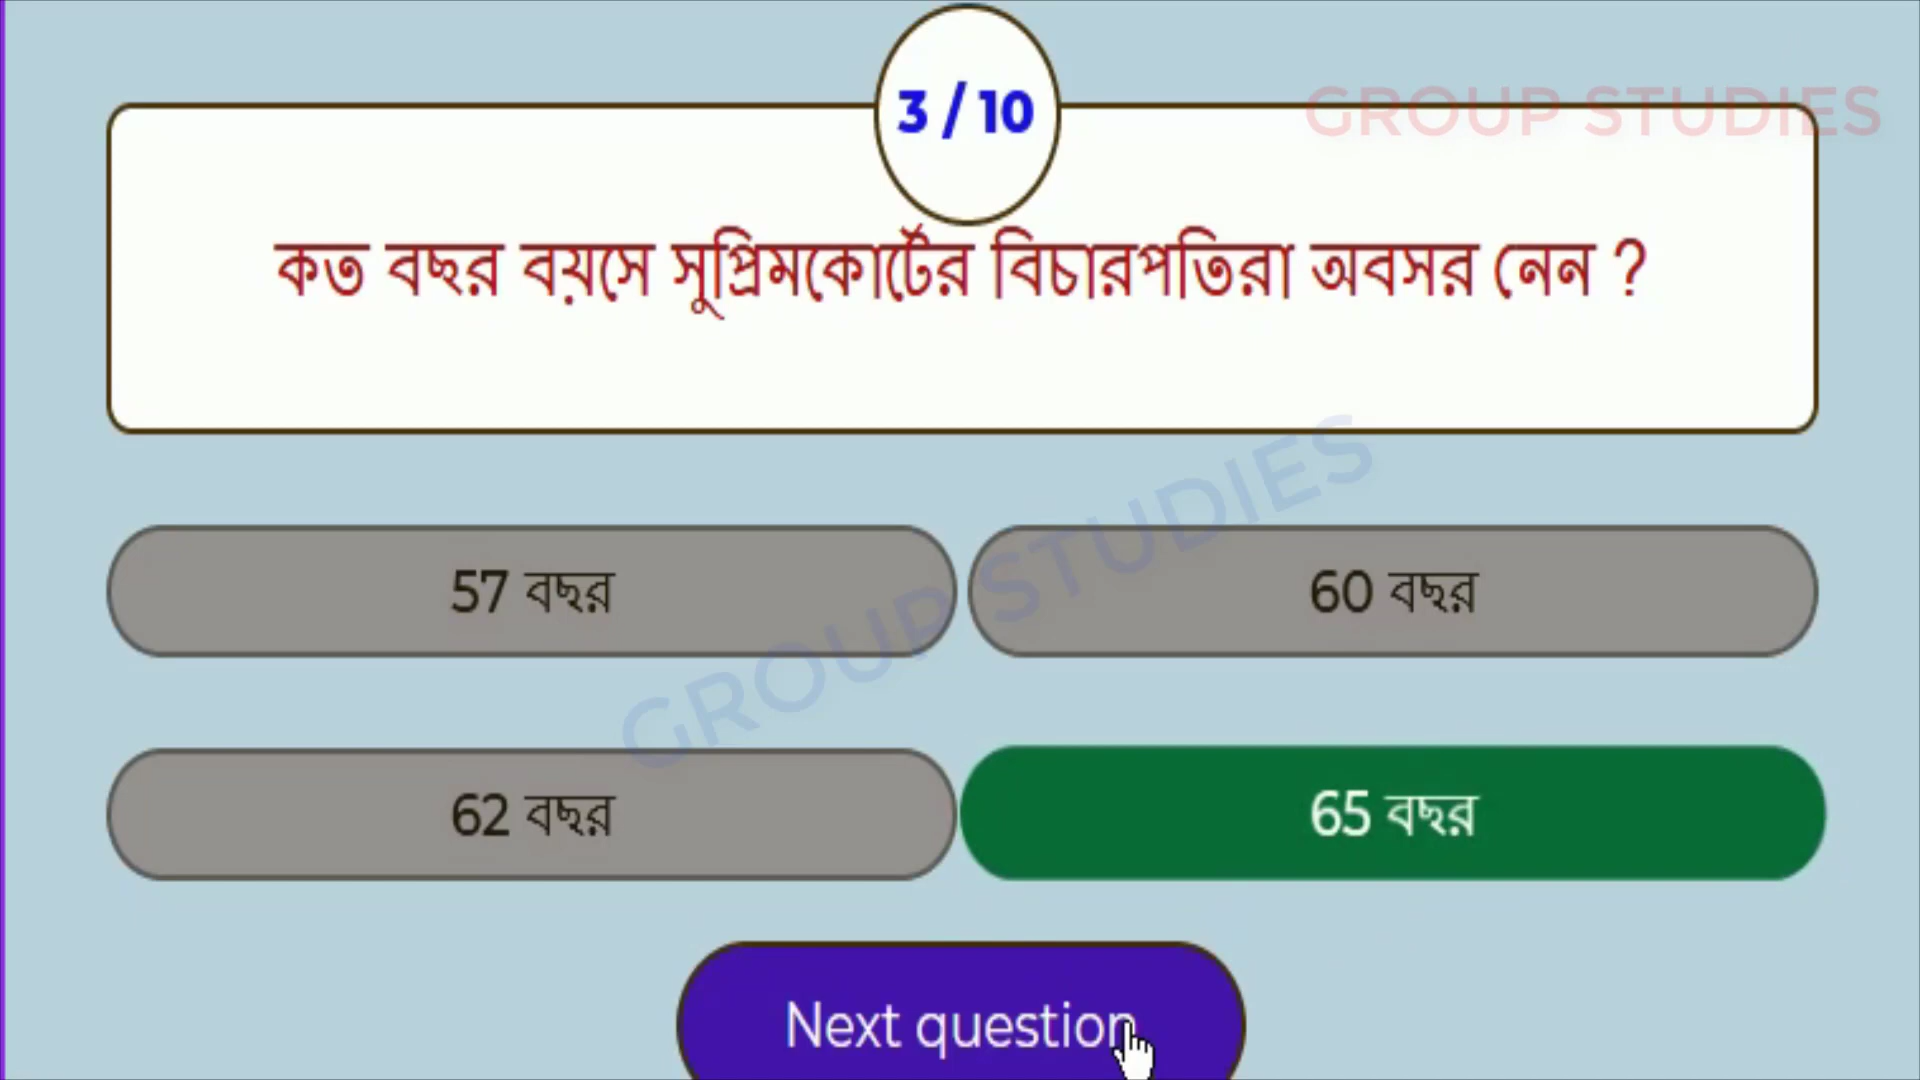 3 / 10
GROUP STUDIES
কত বছর বয়সে সুপ্রিমকোর্টের বিচারপতিরা অবসর নেন ?
57 বছর
60 বছর
GROUP STUDIES
62 বছর
65 বছর
Next question